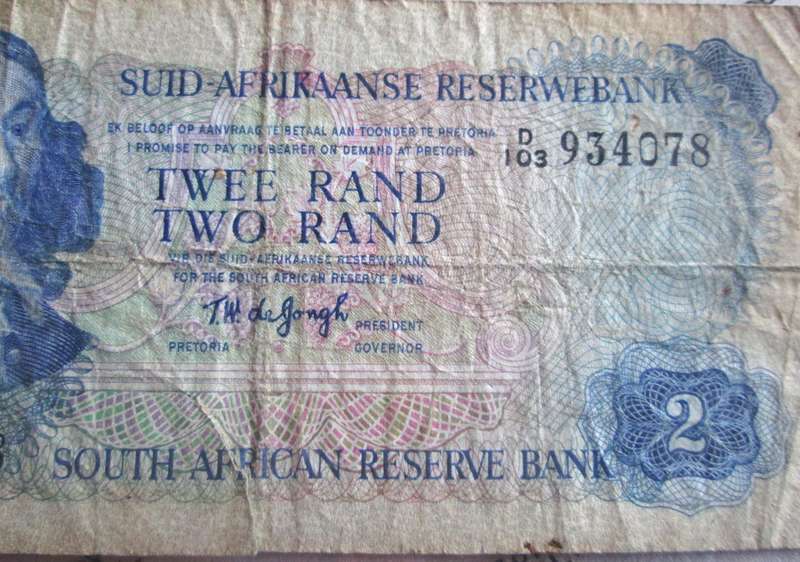 SUID-AFRIKAANSE RESERWEBANK
EK BELOOF OP AANVRAAG TE BETAAL AAN TOONDER TE PRETORIA
I PROMISE TO PAY THE BEARER ON DEMAND AT PRETORIA
D/103 934078
TWEE RAND
TWO RAND
VIR DIE SUID-AFRIKAANSE RESERWEBANK
FOR THE SOUTH AFRICAN RESERVE BANK
T.W. de Jongh
PRESIDENT
PRETORIA GOVERNOR
2
SOUTH AFRICAN RESERVE BANK